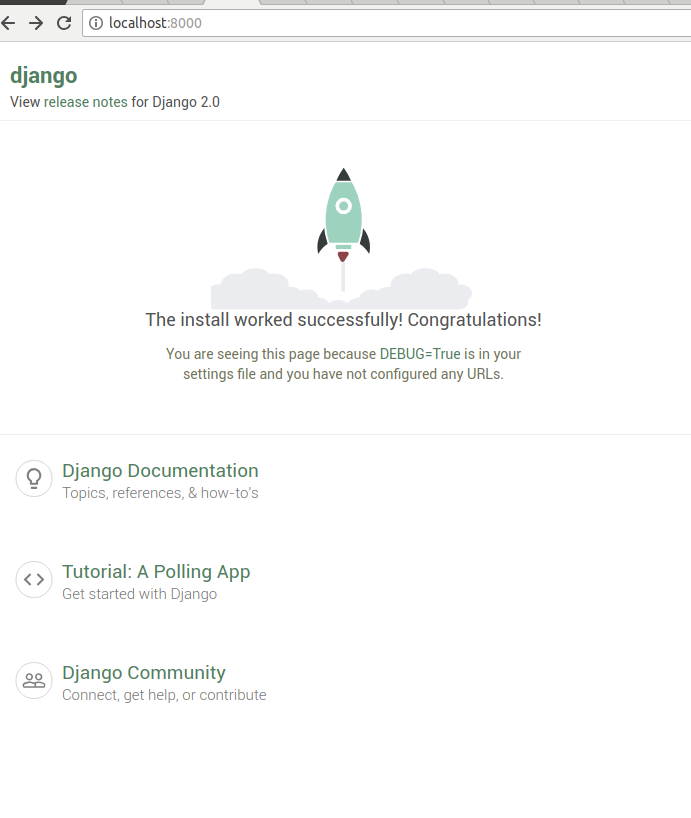 localhost:8000
django
View release notes for Django 2.0
The install worked successfully! Congratulations!
You are seeing this page because DEBUG=True is in your
settings file and you have not configured any URLs.
Django Documentation
Topics, references, & how-to's
Tutorial: A Polling App
Get started with Django
Django Community
Connect, get help, or contribute